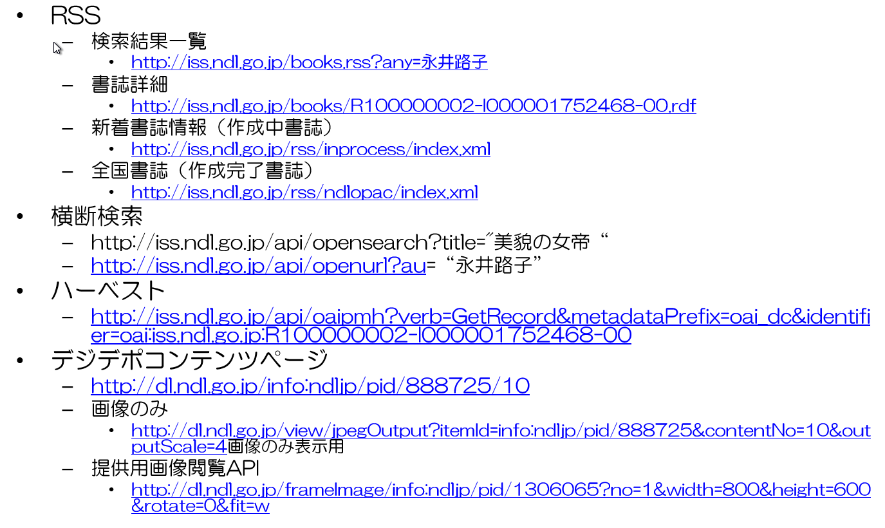 • RSS
– 検索結果一覧
• http://iss.ndl.go.jp/books.rss?any=永井路子
– 書誌詳細
• http://iss.ndl.go.jp/books/R100000002-I000001752468-00.rdf
– 新着書誌情報（作成中書誌）
• http://iss.ndl.go.jp/rss/inprocess/index.xml
– 全国書誌（作成完了書誌）
• http://iss.ndl.go.jp/rss/ndlopac/index.xml
• 横断検索
– http://iss.ndl.go.jp/api/opensearch?title=″美貌の女帝“
– http://iss.ndl.go.jp/api/openurl?au=“永井路子”
• ハーベスト
– http://iss.ndl.go.jp/api/oaipmh?verb=GetRecord&metadataPrefix=oai_dc&identifi
er=oai:iss.ndl.go.jp:R100000002-I000001752468-00
• デジデポコンテンツページ
– http://dl.ndl.go.jp/info:ndljp/pid/888725/10
– 画像のみ
• http://dl.ndl.go.jp/view/jpegOutput?itemId=info:ndljp/pid/888725&contentNo=10&out
putScale=4画像のみ表示用
– 提供用画像閲覧API
• http://dl.ndl.go.jp/frameImage/info:ndljp/pid/1306065?no=1&width=800&height=600
&rotate=0&fit=w